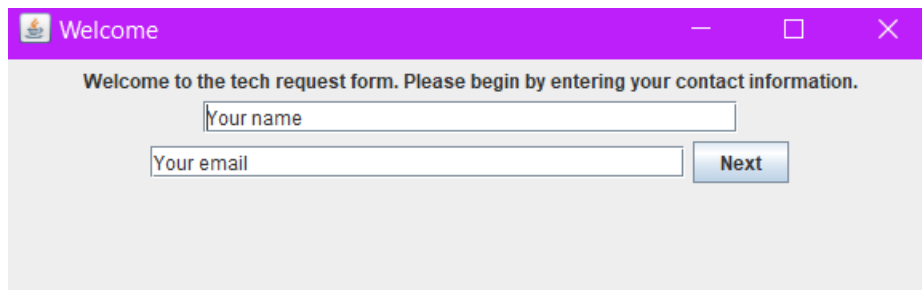 Welcome
Welcome to the tech request form. Please begin by entering your contact information.
Your name
Your email Next